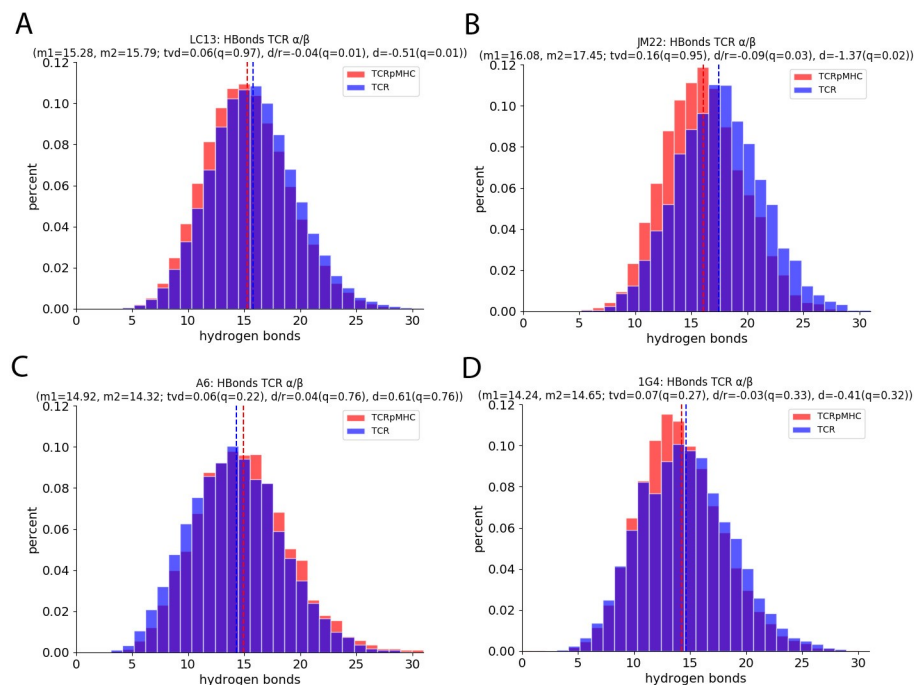 A
LC13: HBonds TCR α/β
(m1=15.28, m2=15.79; tvd=0.06(q=0.97), d/r=-0.04(q=0.01), d=-0.51(q=0.01))
0.12
0.10
0.08
0.06
0.04
0.02
0.00
percent
0 5 10 15 20 25 30
hydrogen bonds
TCRpMHC
TCR
B
JM22: HBonds TCR α/β
(m1=16.08, m2=17.45; tvd=0.16(q=0.95), d/r=-0.09(q=0.03), d=-1.37(q=0.02))
0.12
0.10
0.08
0.06
0.04
0.02
0.00
percent
0 5 10 15 20 25 30
hydrogen bonds
TCRpMHC
TCR
C
A6: HBonds TCR α/β
(m1=14.92, m2=14.32; tvd=0.06(q=0.22), d/r=0.04(q=0.76), d=0.61(q=0.76))
0.12
0.10
0.08
0.06
0.04
0.02
0.00
percent
0 5 10 15 20 25 30
hydrogen bonds
TCRpMHC
TCR
D
1G4: HBonds TCR α/β
(m1=14.24, m2=14.65; tvd=0.07(q=0.27), d/r=-0.03(q=0.33), d=-0.41(q=0.32))
0.12
0.10
0.08
0.06
0.04
0.02
0.00
percent
0 5 10 15 20 25 30
hydrogen bonds
TCRpMHC
TCR